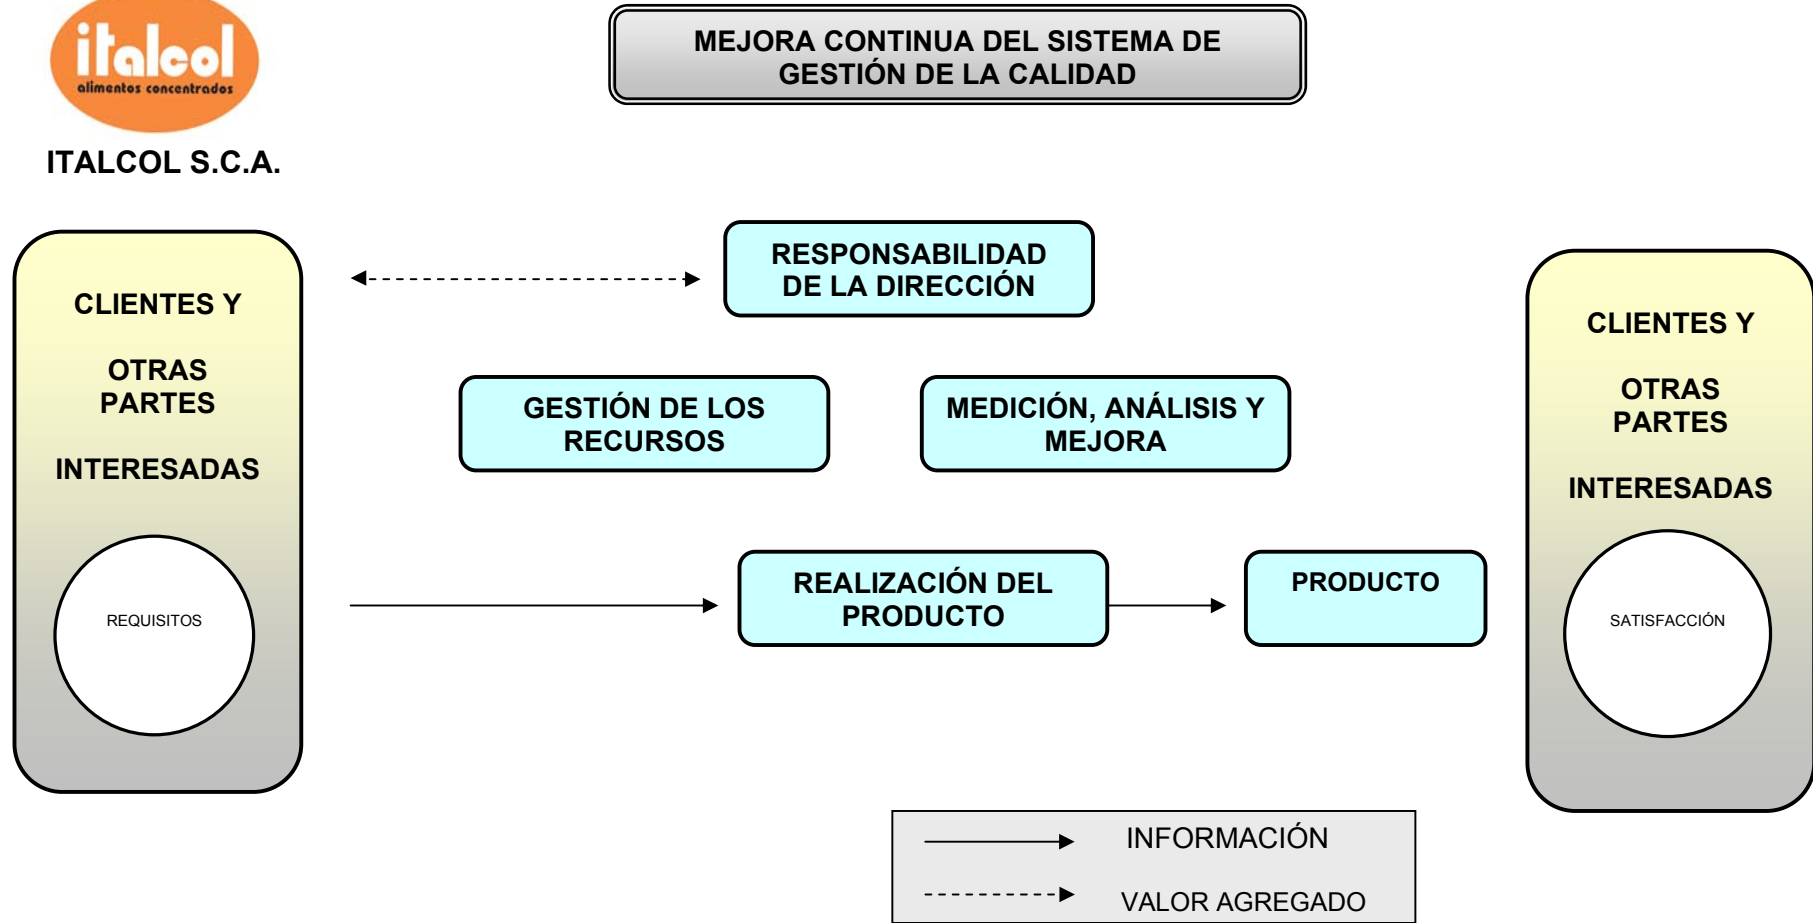 italcol
alimentos concentrados
ITALCOL S.C.A.
MEJORA CONTINUA DEL SISTEMA DE
GESTIÓN DE LA CALIDAD
CLIENTES Y
OTRAS
PARTES
INTERESADAS
REQUISITOS
RESPONSABILIDAD
DE LA DIRECCIÓN
GESTIÓN DE LOS
RECURSOS
MEDICIÓN, ANÁLISIS Y
MEJORA
REALIZACIÓN DEL
PRODUCTO
PRODUCTO
CLIENTES Y
OTRAS
PARTES
INTERESADAS
SATISFACCIÓN
INFORMACIÓN
VALOR AGREGADO